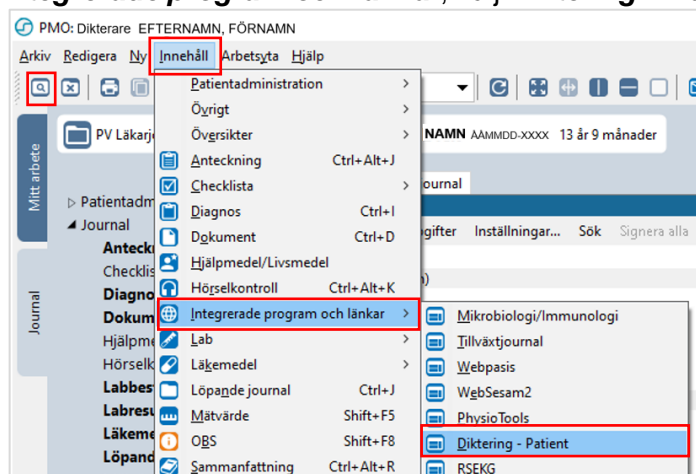 PMO: Dikterare EFTERNAMN, FÖRNAMN
Arkiv Redigera Ny Innehåll Arbetsyta Hjälp
Patientadministration
Övrigt
Översikter
Anteckning Ctrl+Alt+J
Checklista
Diagnos Ctrl+I
Dokument Ctrl+D
Hjälpmedel/Livsmedel
Hörselkontroll Ctrl+Alt+K
Integrerade program och länkar
Lab
Läkemedel
Löpande journal Ctrl+J
Mätvärde Shift+F5
OBS Shift+F8
Sammanfattning Ctrl+Alt+R
Mikrobiologi/Immunologi
Tillväxtjournal
Webpasis
WebSesam2
PhysioTools
Diktering - Patient
RSEKG
PV Läkarj
NAMN ÅÅMMDD-XXXX 13 år 9 månader
ournal
gifter Inställningar... Sök Signera alla
Mitt arbete
Journal
Patientadm
Journal
Anteck
Checklis
Diagno
Dokum
Hjälpme
Hörselk
Labbes
Labresu
Läkeme
Löpand